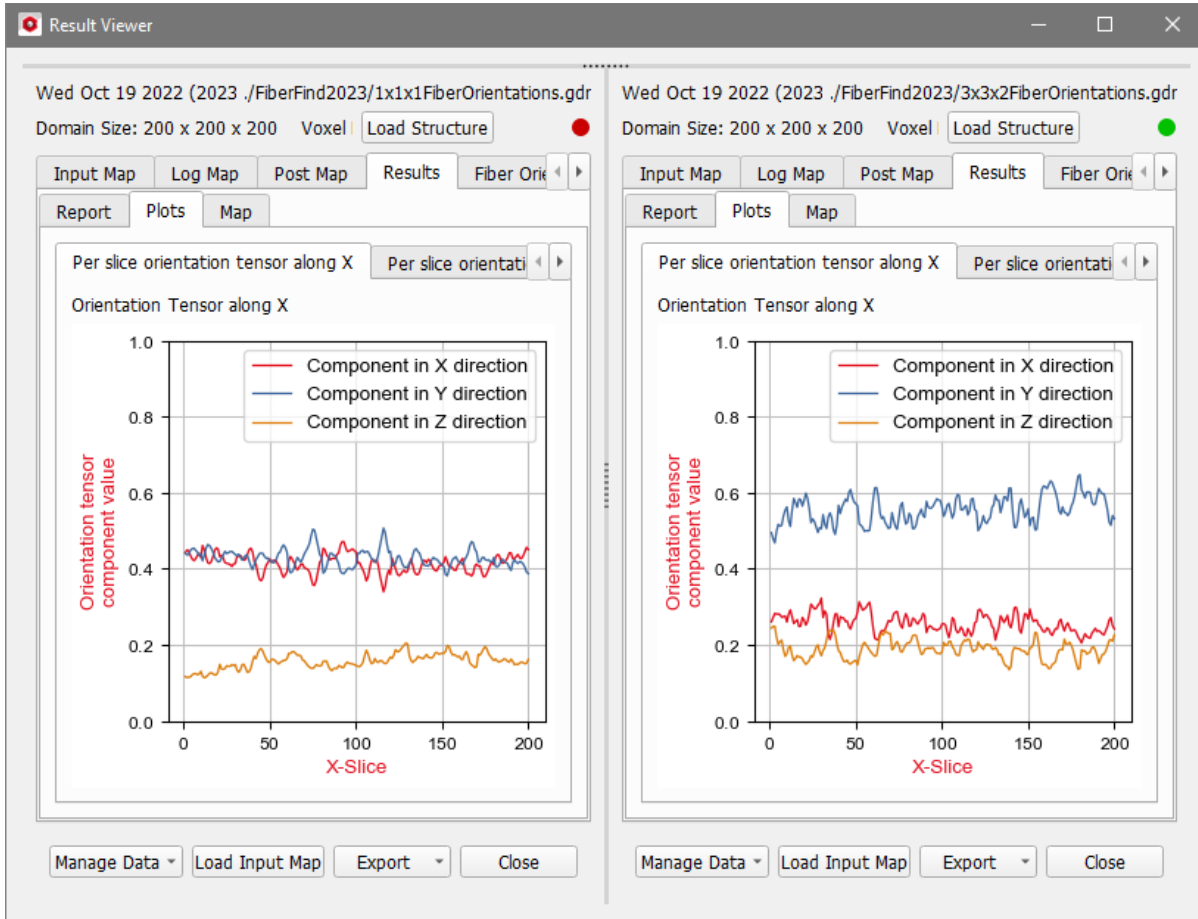 Result Viewer
Wed Oct 19 2022 (2023 ./FiberFind2023/1x1x1FiberOrientations.gdr
Domain Size: 200 x 200 x 200 Voxel Load Structure
Input Map Log Map Post Map Results Fiber Orie
Report Plots Map
Per slice orientation tensor along X Per slice orientati
Orientation Tensor along X
1.0
0.8
0.6
0.4
0.2
0.0
Orientation tensor
component value
Component in X direction
Component in Y direction
Component in Z direction
0 50 100 150 200
X-Slice
Manage Data Load Input Map Export Close
Wed Oct 19 2022 (2023 ./FiberFind2023/3x3x2FiberOrientations.gdr
Domain Size: 200 x 200 x 200 Voxel Load Structure
Input Map Log Map Post Map Results Fiber Orie
Report Plots Map
Per slice orientation tensor along X Per slice orientati
Orientation Tensor along X
1.0
0.8
0.6
0.4
0.2
0.0
Orientation tensor
component value
Component in X direction
Component in Y direction
Component in Z direction
0 50 100 150 200
X-Slice
Manage Data Load Input Map Export Close